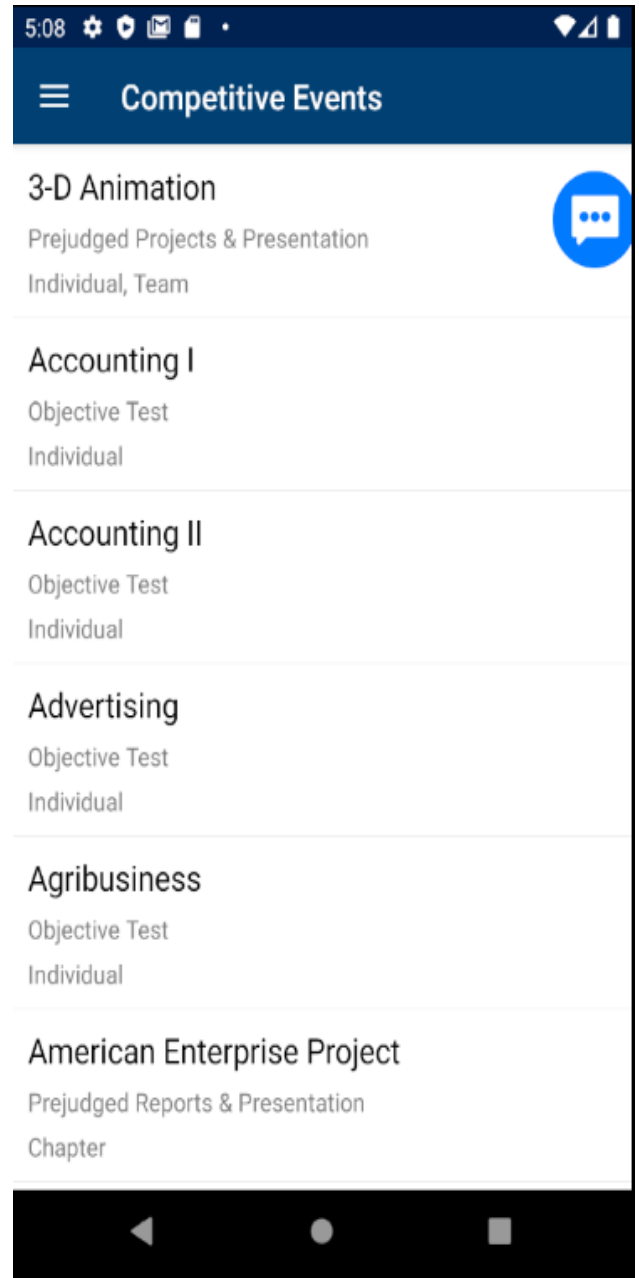 5:08
Competitive Events
3-D Animation
Prejudged Projects & Presentation
Individual, Team
Accounting I
Objective Test
Individual
Accounting II
Objective Test
Individual
Advertising
Objective Test
Individual
Agribusiness
Objective Test
Individual
American Enterprise Project
Prejudged Reports & Presentation
Chapter